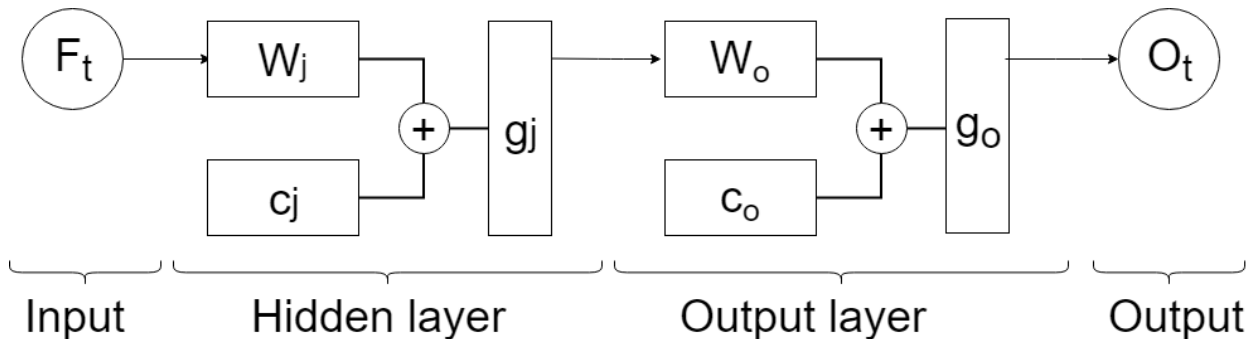 Fₜ
Wj
+
cj
gj
Wₒ
+
cₒ
gₒ
Oₜ
Input
Hidden layer
Output layer
Output